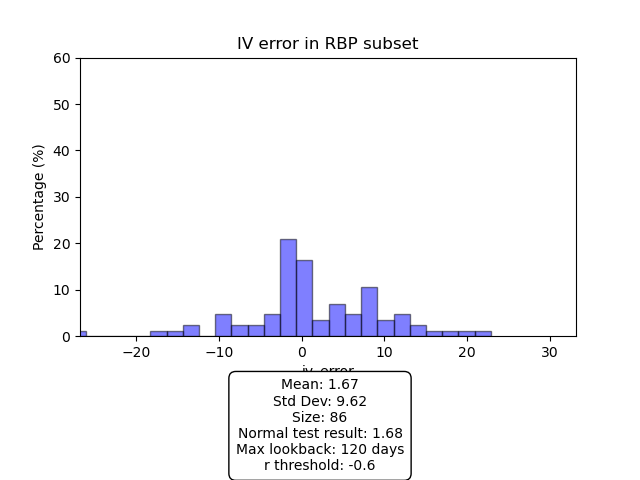 IV error in RBP subset
60
50
40
30
20
10
0
Percentage (%)
−20
−10
0
10
20
30
iv_error
Mean: 1.67
Std Dev: 9.62
Size: 86
Normal test result: 1.68
Max lookback: 120 days
r threshold: -0.6